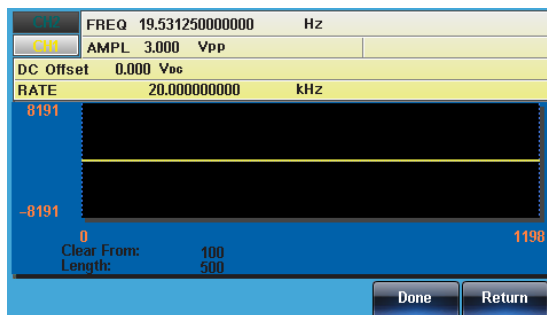 CH2 FREQ 19.531250000000 Hz
CH1 AMPL 3.000 Vpp
DC Offset 0.000 VDC
RATE 20.000000000 kHz
8191
-8191
0 1198
Clear From: 100
Length: 500
Done Return